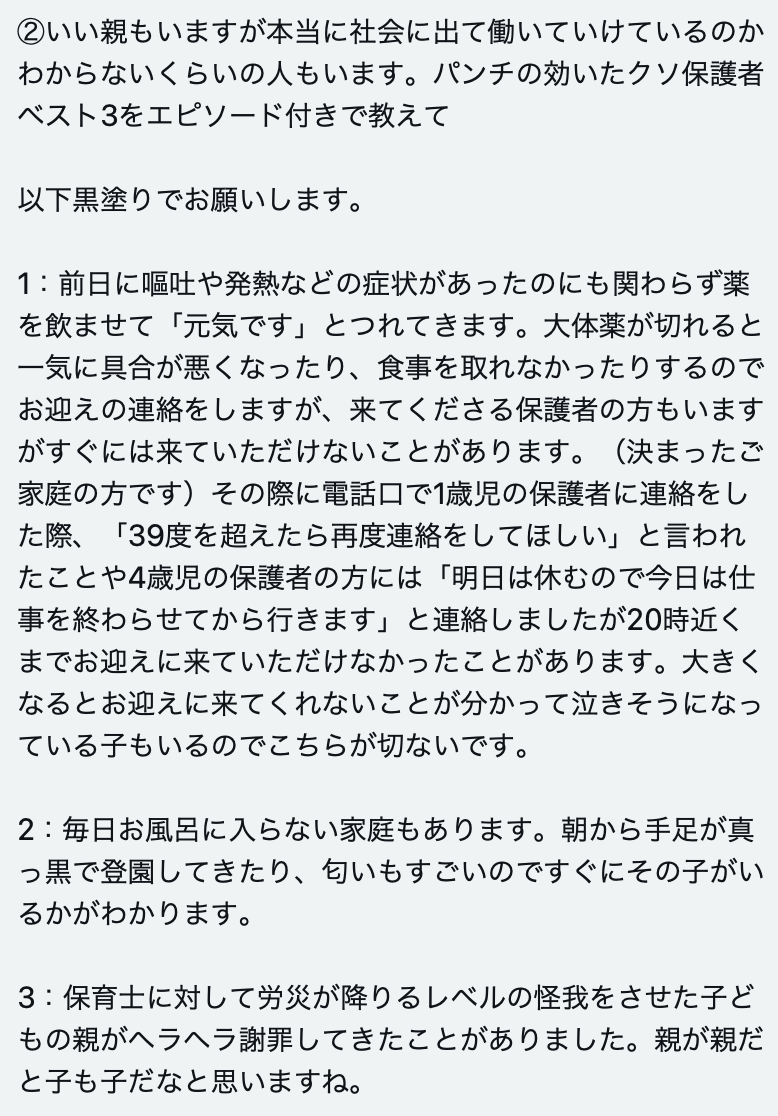 ②いい親もいますが本当に社会に出て働いていけているのか
わからないくらいの人もいます。パンチの効いたクソ保護者
ベスト3をエピソード付きで教えて
以下黒塗りでお願いします。
1：前日に嘔吐や発熱などの症状があったのにも関わらず薬
を飲ませて「元気です」とつれてきます。大体薬が切れると
一気に具合が悪くなったり、食事を取れなかったりするので
お迎えの連絡をしますが、来てくださる保護者の方もいます
がすぐには来ていただけないことがあります。（決まったご
家庭の方です）その際に電話口で1歳児の保護者に連絡をし
た際、「39度を超えたら再度連絡をしてほしい」と言われ
たことや4歳児の保護者の方には「明日は休むので今日は仕
事を終わらせてから行きます」と連絡しましたが20時近く
までお迎えに来ていただけなかったことがあります。大きく
なるとお迎えに来てくれないことが分かって泣きそうになっ
ている子もいるのでこちらが切ないです。
2：毎日お風呂に入らない家庭もあります。朝から手足が真
っ黒で登園してきたり、匂いもすごいのですぐにその子がい
るかがわかります。
3：保育士に対して労災が降りるレベルの怪我をさせた子ど
もの親がヘラヘラ謝罪してきたことがありました。親が親だ
と子も子だなと思いますね。